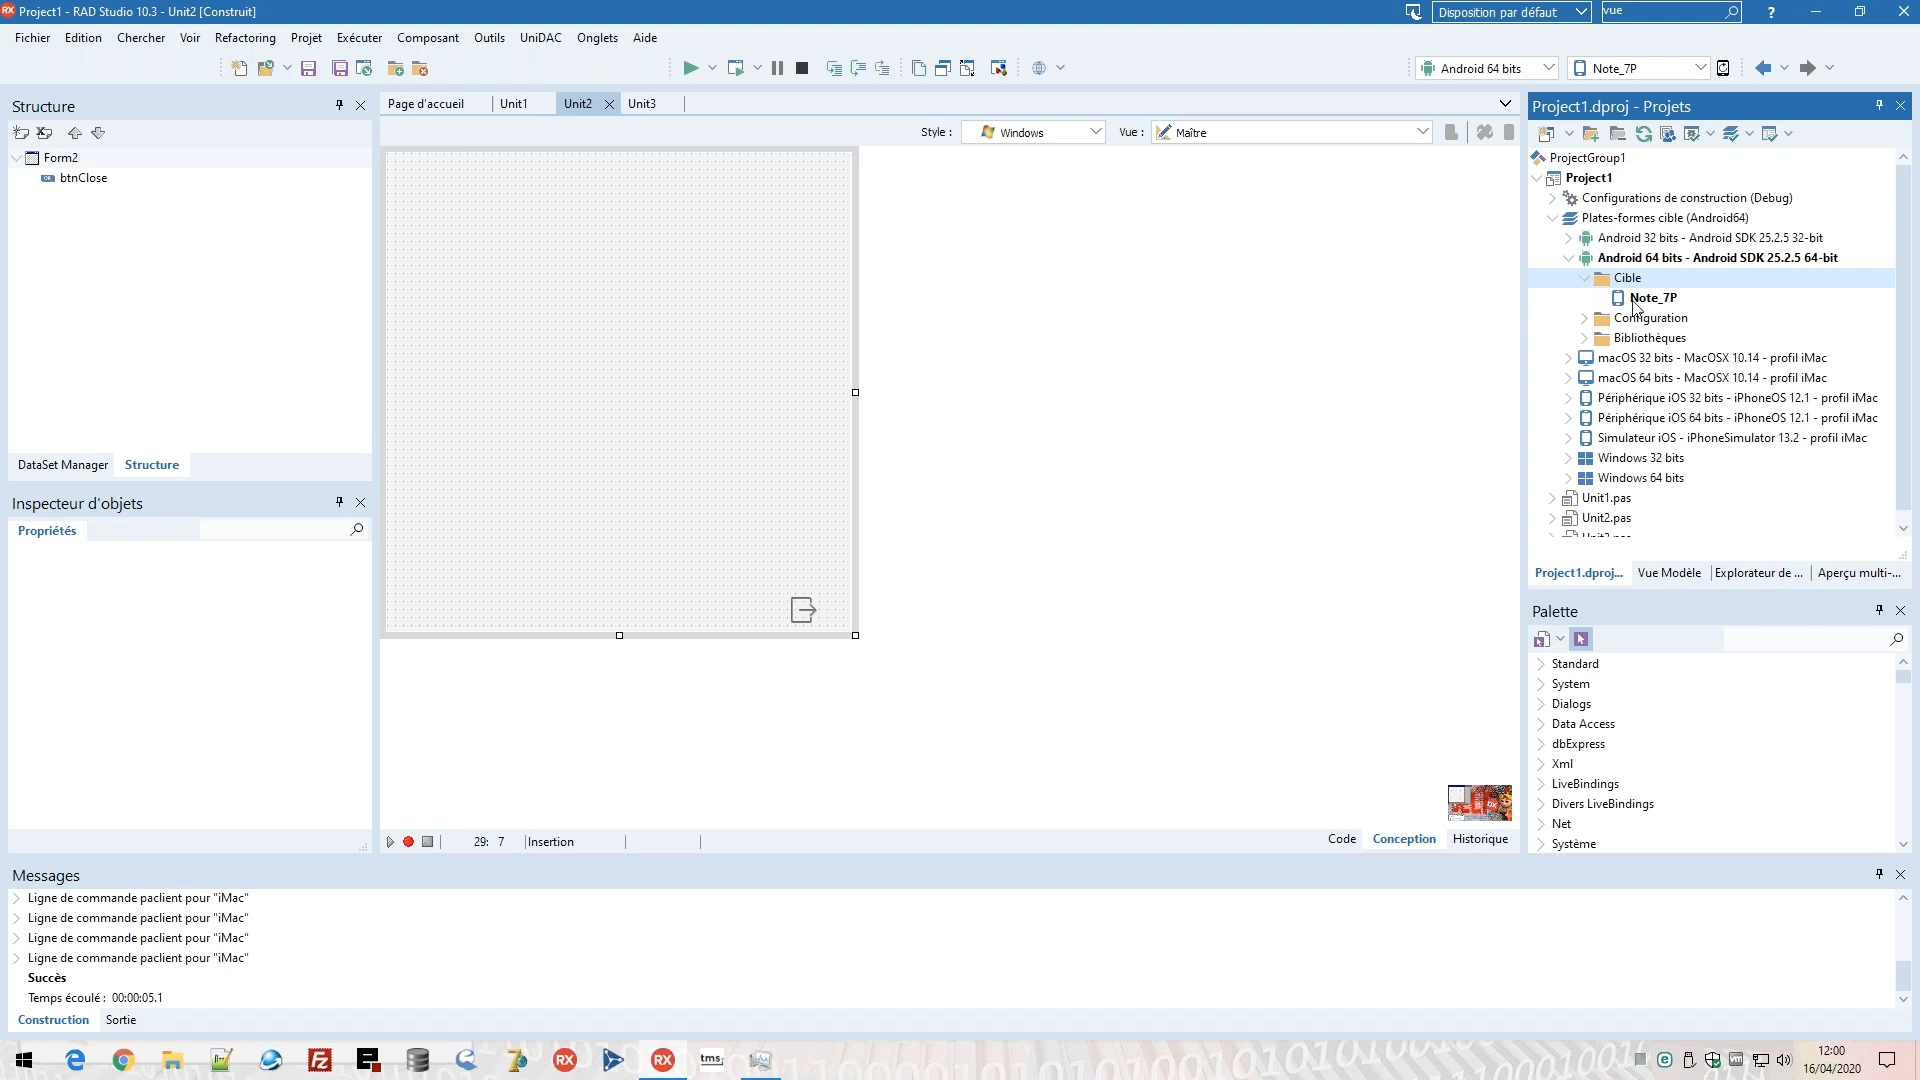 Project1 - RAD Studio 10.3 - Unit2 [Construit]
Disposition par défaut
vue
?
Fichier Edition Chercher Voir Refactoring Projet Exécuter Composant Outils UniDAC Onglets Aide
Android 64 bits
Note_7P
Structure
Form2
btnClose
DataSet Manager
Structure
Inspecteur d'objets
Propriétés
Page d'accueil
Unit1
Unit2
Unit3
Style :
Windows
Vue :
Maître
29: 7
Insertion
Code
Conception
Historique
Project1.dproj - Projets
ProjectGroup1
Project1
Configurations de construction (Debug)
Plates-formes cible (Android64)
Android 32 bits - Android SDK 25.2.5 32-bit
Android 64 bits - Android SDK 25.2.5 64-bit
Cible
Note_7P
Configuration
Bibliothèques
macOS 32 bits - MacOSX 10.14 - profil iMac
macOS 64 bits - MacOSX 10.14 - profil iMac
Périphérique iOS 32 bits - iPhoneOS 12.1 - profil iMac
Périphérique iOS 64 bits - iPhoneOS 12.1 - profil iMac
Simulateur iOS - iPhoneSimulator 13.2 - profil iMac
Windows 32 bits
Windows 64 bits
Unit1.pas
Unit2.pas
Project1.dproj...
Vue Modèle
Explorateur de ...
Aperçu multi-...
Palette
Standard
System
Dialogs
Data Access
dbExpress
Xml
LiveBindings
Divers LiveBindings
Net
Système
Messages
Ligne de commande paclient pour "iMac"
Ligne de commande paclient pour "iMac"
Ligne de commande paclient pour "iMac"
Ligne de commande paclient pour "iMac"
Succès
Temps écoulé : 00:00:05.1
Construction
Sortie
RX
RX
tms
12:00
16/04/2020